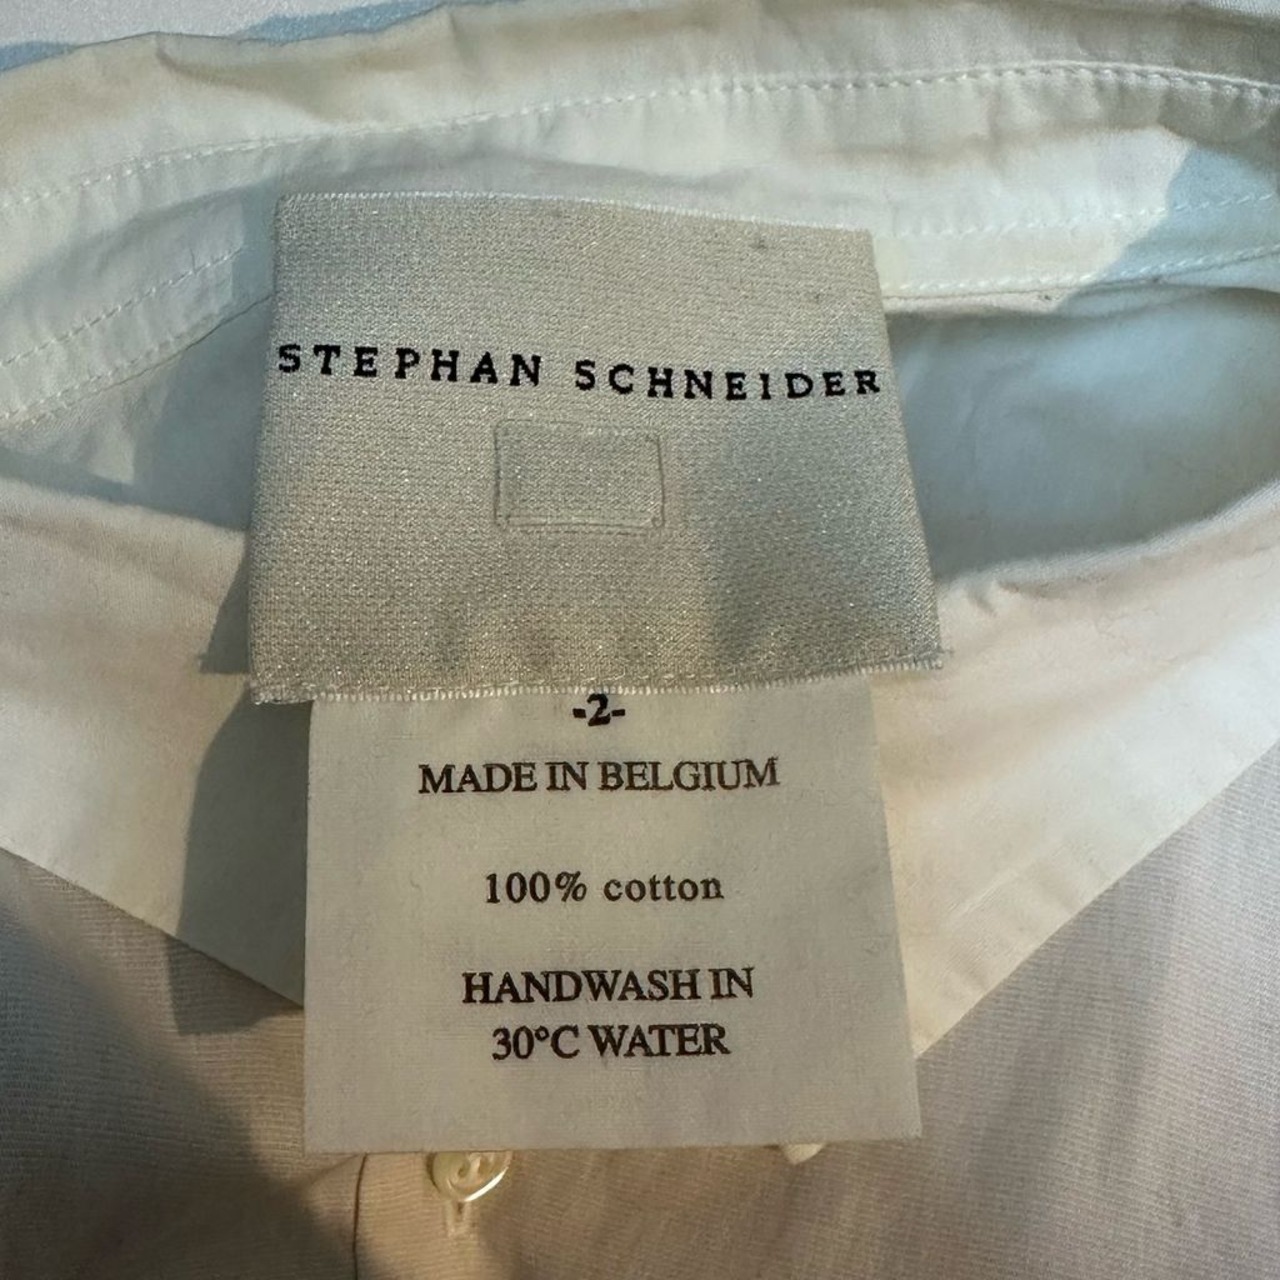 STEPHAN SCHNEIDER
-2-
MADE IN BELGIUM
100% cotton
HANDWASH IN
30°C WATER